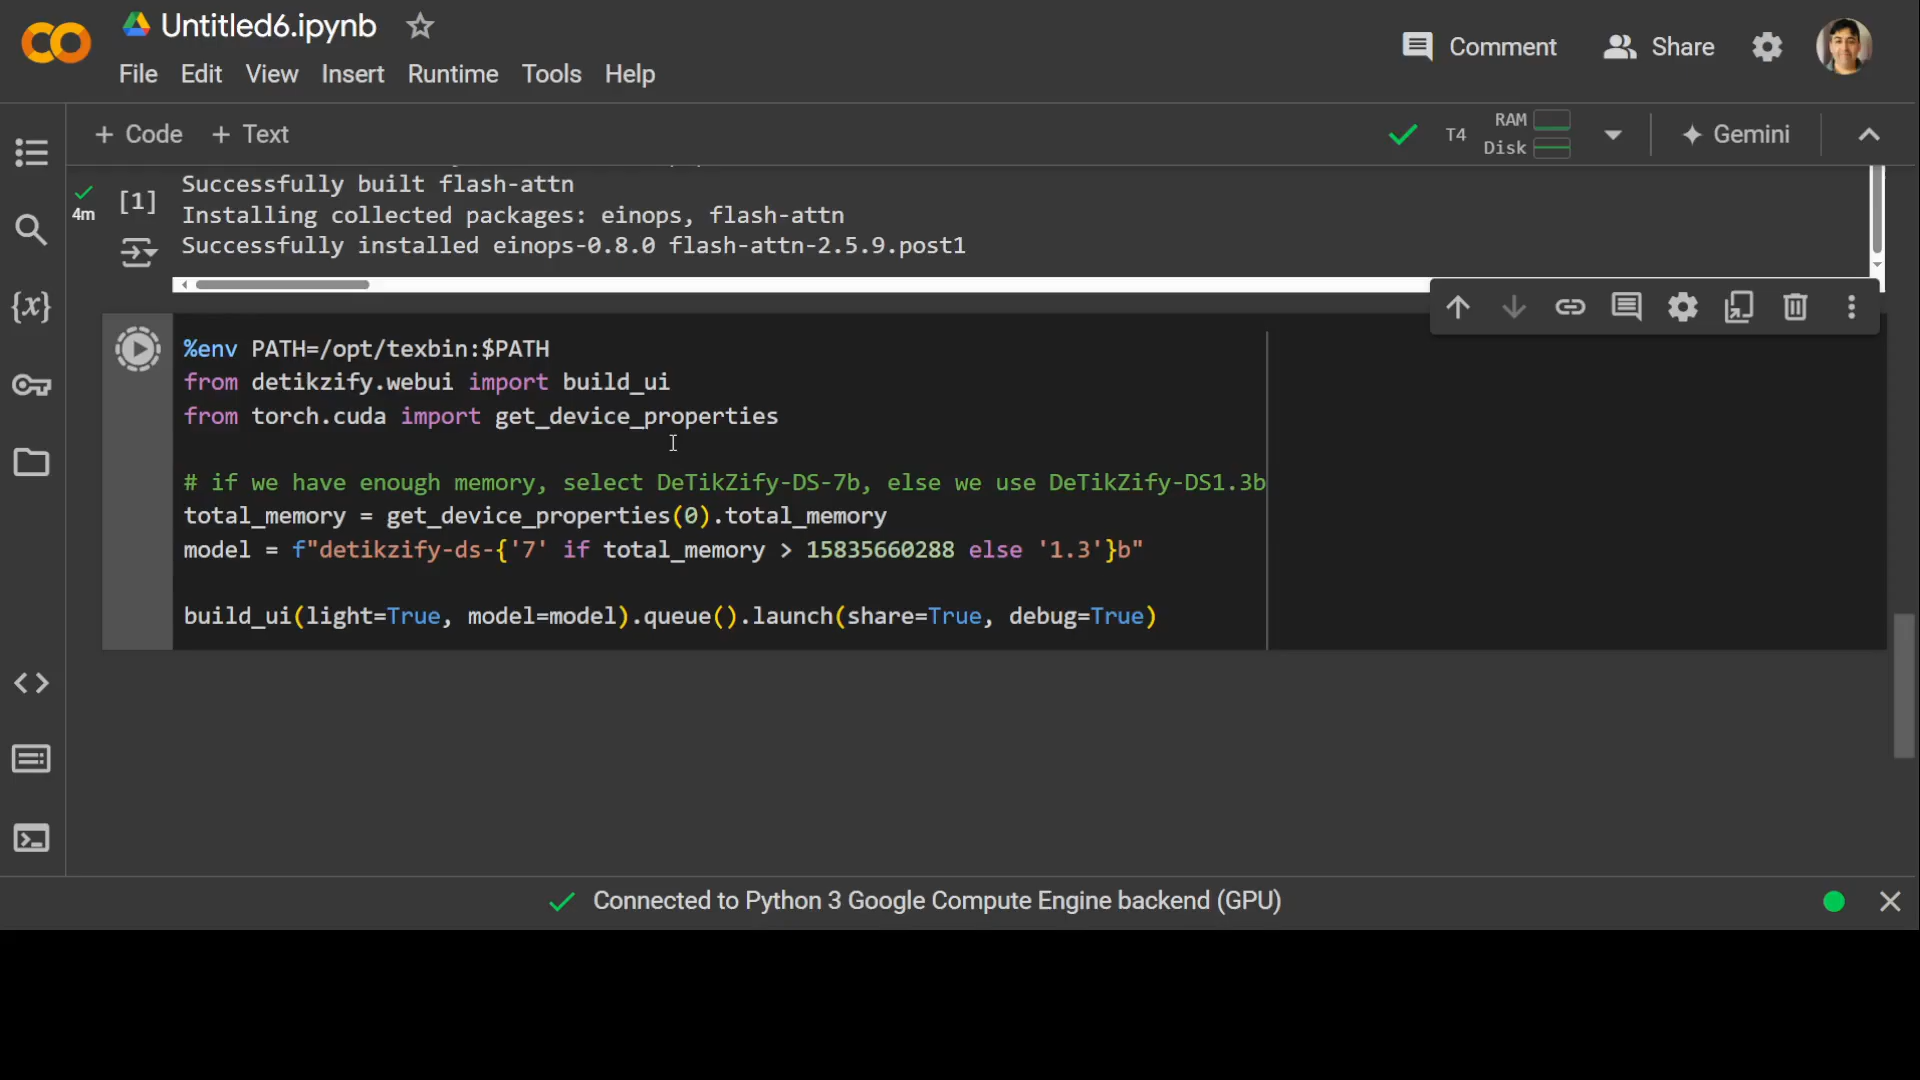 Untitled6.ipynb
Comment
Share
File Edit View Insert Runtime Tools Help
+ Code + Text
T4
RAM
Disk
Gemini
4m
[1]
Successfully built flash-attn
Installing collected packages: einops, flash-attn
Successfully installed einops-0.8.0 flash-attn-2.5.9.post1
{x}
%env PATH=/opt/texbin:$PATH
from detikzify.webui import build_ui
from torch.cuda import get_device_properties
# if we have enough memory, select DeTikZify-DS-7b, else we use DeTikZify-DS1.3b
total_memory = get_device_properties(0).total_memory
model = f"detikzify-ds-{'7' if total_memory > 15835660288 else '1.3'}b"
build_ui(light=True, model=model).queue().launch(share=True, debug=True)
Connected to Python 3 Google Compute Engine backend (GPU)